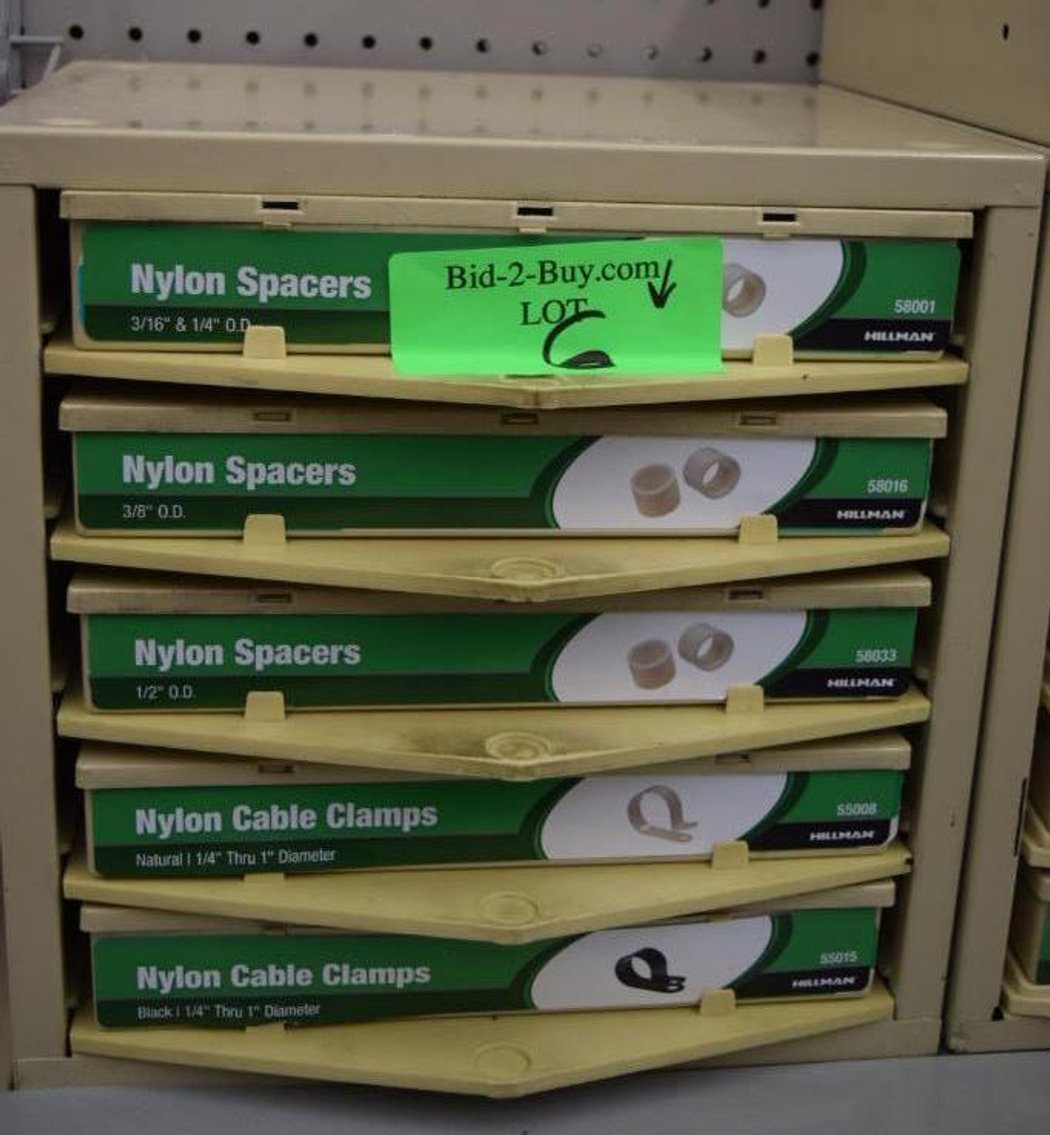 Nylon Spacers
3/16" & 1/4" O.D.
Bid-2-Buy.com
LOT
6
58001
HILLMAN
Nylon Spacers
3/8" O.D.
58016
HILLMAN
Nylon Spacers
1/2" O.D.
58033
HILLMAN
Nylon Cable Clamps
Natural | 1/4" Thru 1" Diameter
55008
HILLMAN
Nylon Cable Clamps
Black | 1/4" Thru 1" Diameter
55015
HILLMAN